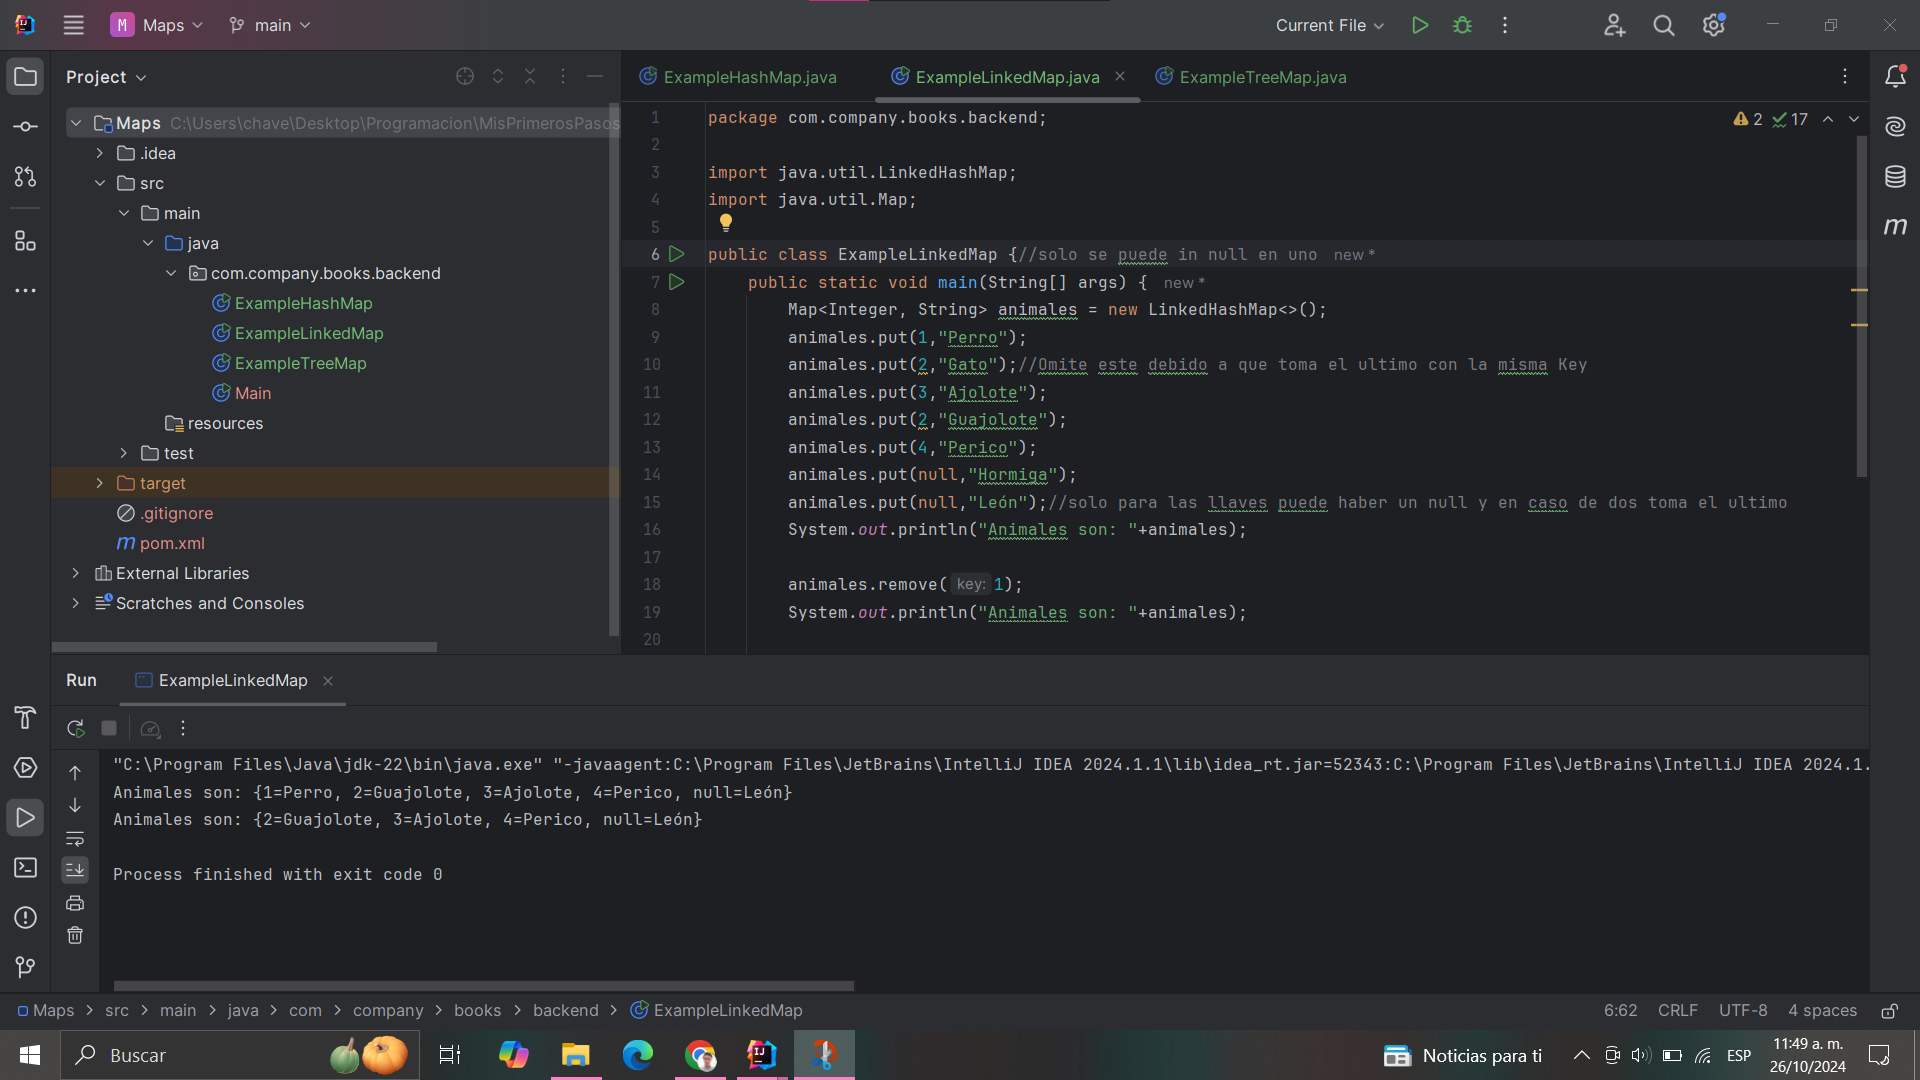 M Maps main Current File
Project
Maps C:\Users\chave\Desktop\Programacion\MisPrimerosPasos
.idea
src
main
java
com.company.books.backend
ExampleHashMap
ExampleLinkedMap
ExampleTreeMap
Main
resources
test
target
.gitignore
m pom.xml
External Libraries
Scratches and Consoles
ExampleHashMap.java ExampleLinkedMap.java ExampleTreeMap.java
2 17
1 package com.company.books.backend;
2
3 import java.util.LinkedHashMap;
4 import java.util.Map;
5
6 public class ExampleLinkedMap {//solo se puede in null en uno new *
7 public static void main(String[] args) { new *
8 Map<Integer, String> animales = new LinkedHashMap<>();
9 animales.put(1,"Perro");
10 animales.put(2,"Gato");//Omite este debido a que toma el ultimo con la misma Key
11 animales.put(3,"Ajolote");
12 animales.put(2,"Guajolote");
13 animales.put(4,"Perico");
14 animales.put(null,"Hormiga");
15 animales.put(null,"León");//solo para las llaves puede haber un null y en caso de dos toma el ultimo
16 System.out.println("Animales son: "+animales);
17
18 animales.remove( key: 1);
19 System.out.println("Animales son: "+animales);
20
m
Run ExampleLinkedMap
"C:\Program Files\Java\jdk-22\bin\java.exe" "-javaagent:C:\Program Files\JetBrains\IntelliJ IDEA 2024.1.1\lib\idea_rt.jar=52343:C:\Program Files\JetBrains\IntelliJ IDEA 2024.1.
Animales son: {1=Perro, 2=Guajolote, 3=Ajolote, 4=Perico, null=León}
Animales son: {2=Guajolote, 3=Ajolote, 4=Perico, null=León}
Process finished with exit code 0
Maps > src > main > java > com > company > books > backend > ExampleLinkedMap 6:62 CRLF UTF-8 4 spaces
Buscar Noticias para ti ESP
11:49 a. m.
26/10/2024